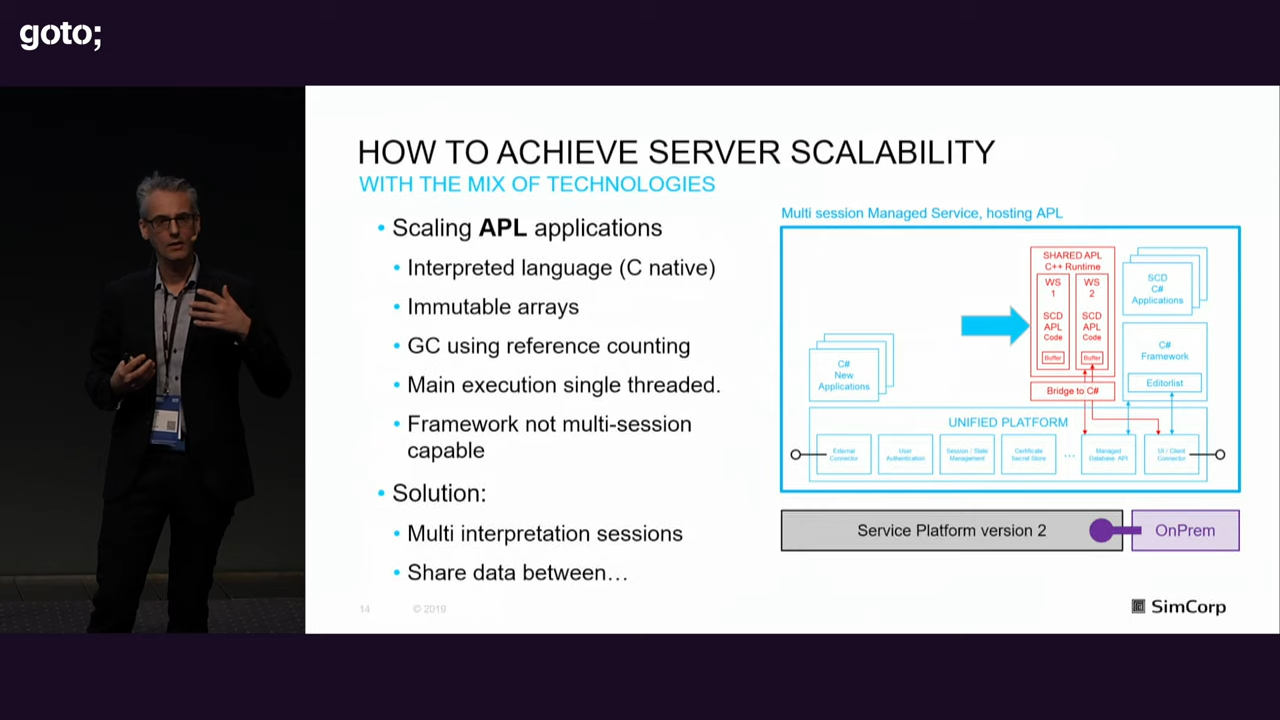 goto;
HOW TO ACHIEVE SERVER SCALABILITY
WITH THE MIX OF TECHNOLOGIES
• Scaling APL applications
• Interpreted language (C native)
• Immutable arrays
• GC using reference counting
• Main execution single threaded.
• Framework not multi-session
capable
• Solution:
• Multi interpretation sessions
• Share data between…
14
© 2019
Multi session Managed Service, hosting APL
SHARED APL
C++ Runtime
WS
1
SCD
APL
Code
Buffer
WS
2
SCD
APL
Code
Buffer
Bridge to C#
SCD
C#
Applications
C#
Framework
Editorlist
C#
New
Applications
UNIFIED PLATFORM
External
Connector
User
Authentication
Session / State
Management
Certificate
Secret Store
...
Managed
Database API
UI / Client
Connector
Service Platform version 2
OnPrem
SimCorp